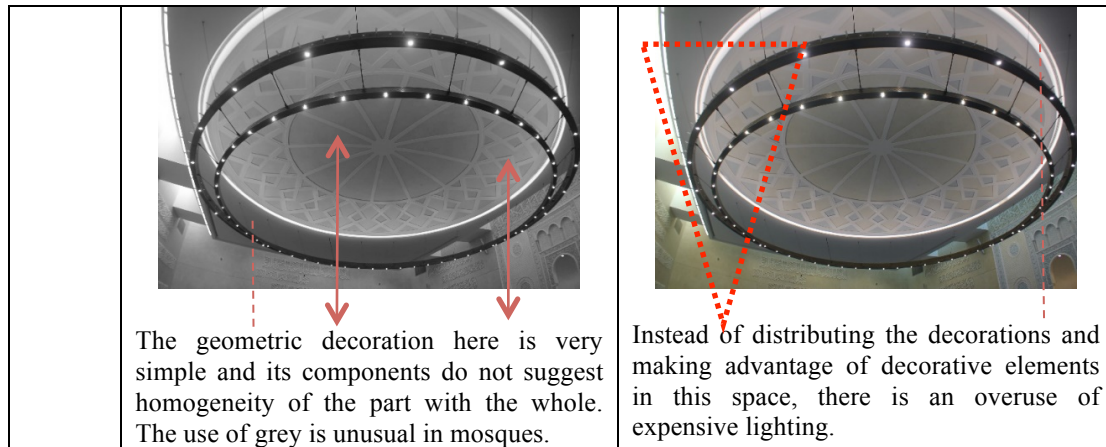 The geometric decoration here is very
simple and its components do not suggest
homogeneity of the part with the whole.
The use of grey is unusual in mosques.
Instead of distributing the decorations and
making advantage of decorative elements
in this space, there is an overuse of
expensive lighting.